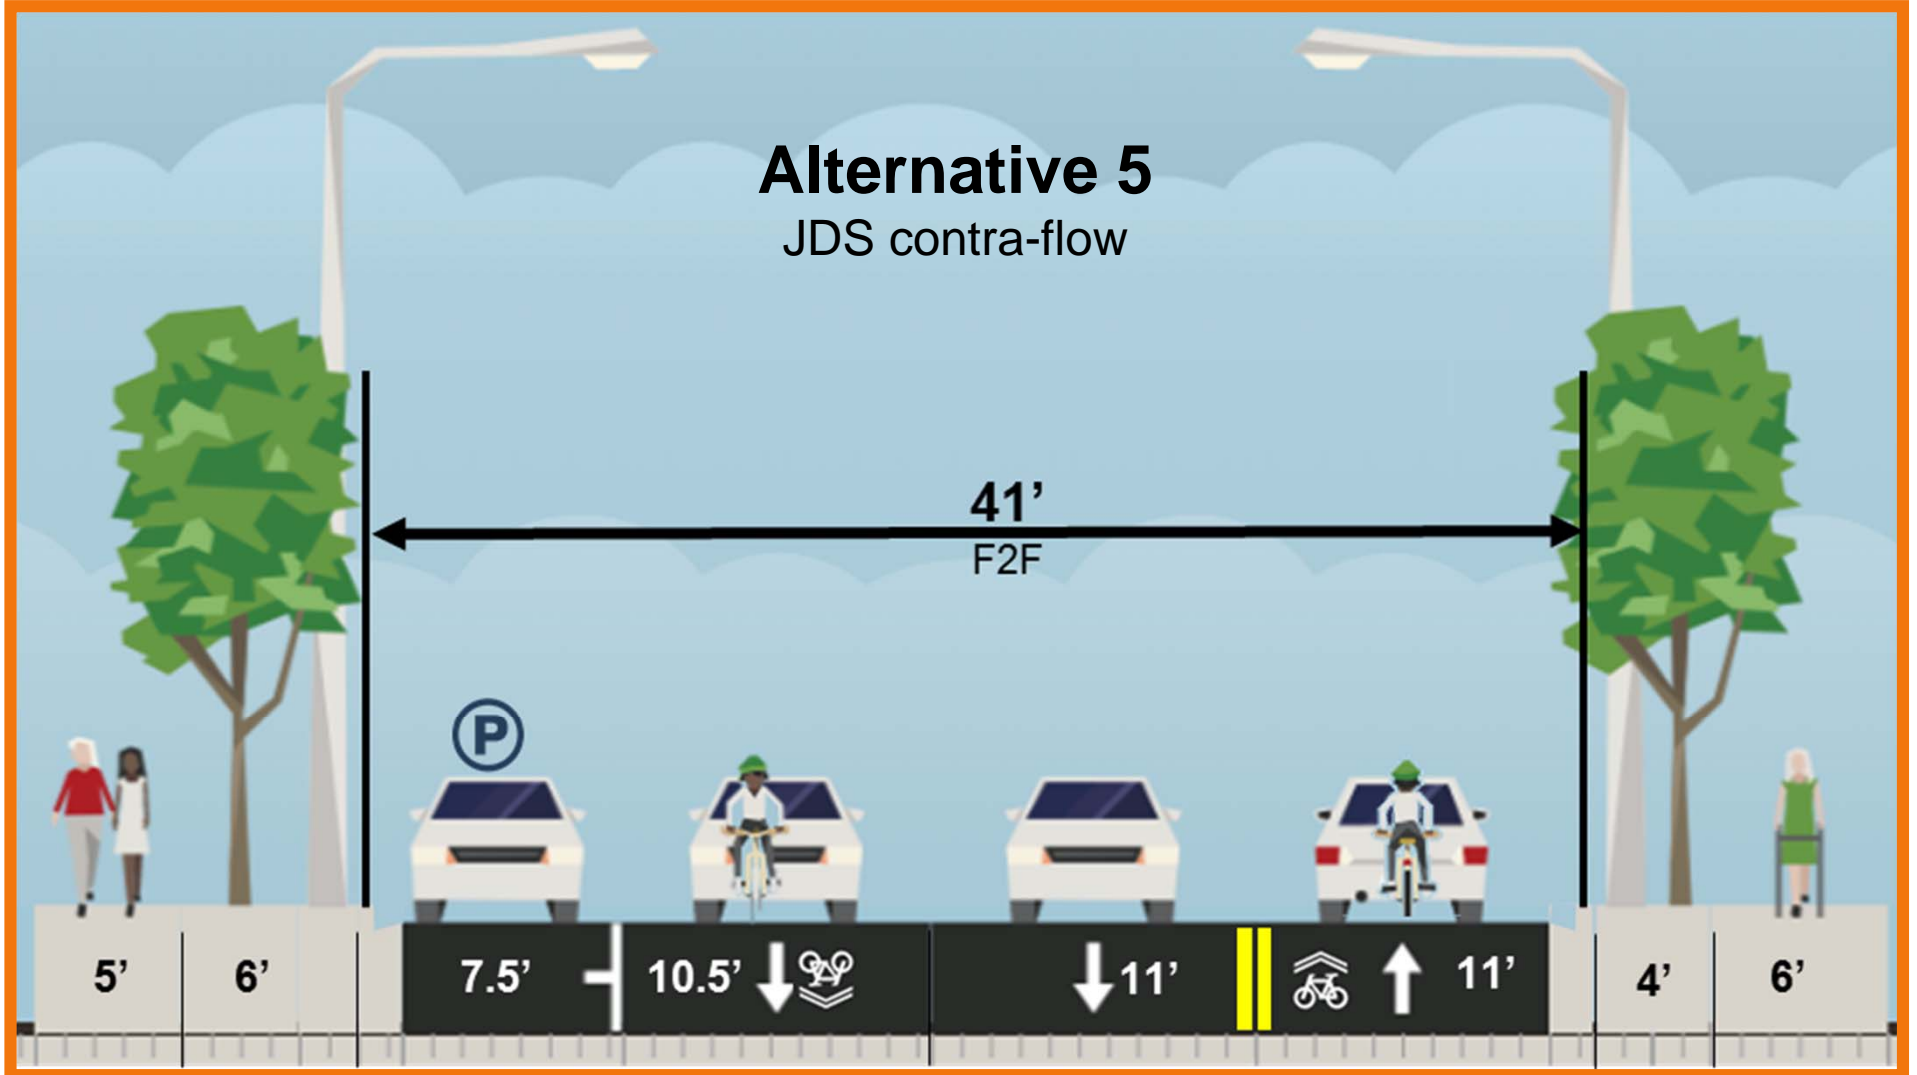 Alternative 5
JDS contra-flow
41’
F2F
P
5’ 6’ 7.5’ 10.5’ 11’ 11’ 4’ 6’